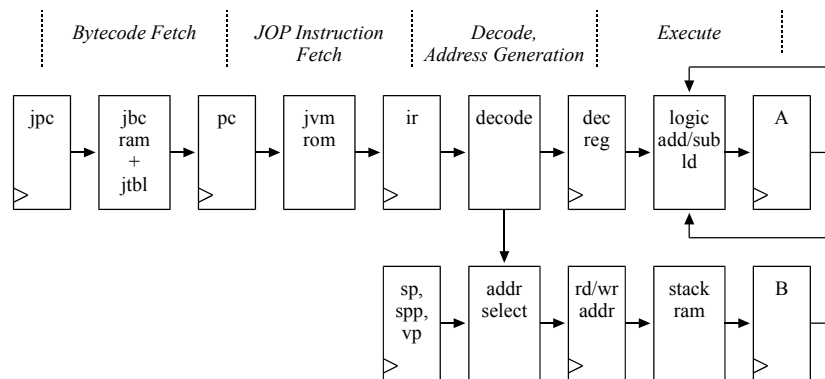 Bytecode Fetch
JOP Instruction
Fetch
Decode,
Address Generation
Execute
jpc
jbc
ram
+
jtbl
pc
jvm
rom
ir
decode
dec
reg
logic
add/sub
ld
A
sp,
spp,
vp
addr
select
rd/wr
addr
stack
ram
B